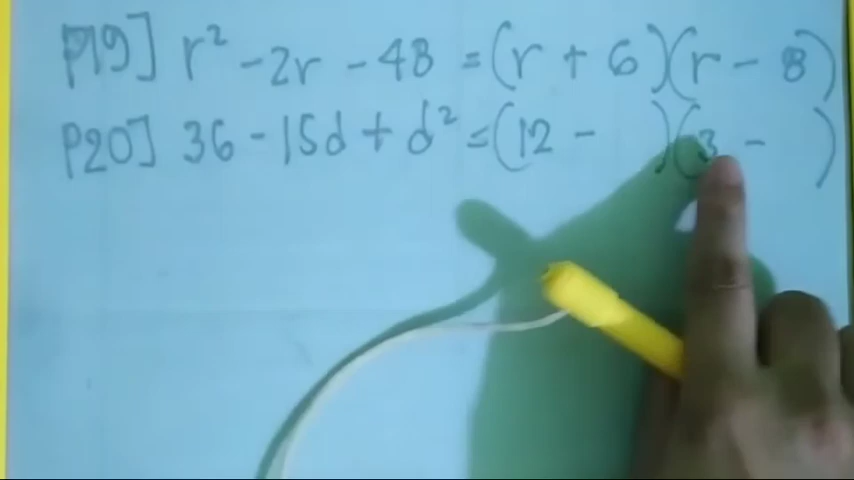 P19] r² - 2r - 48 = (r + 6)(r - 8)
P20] 36 - 15d + d² = (12 -    )(3 -    )